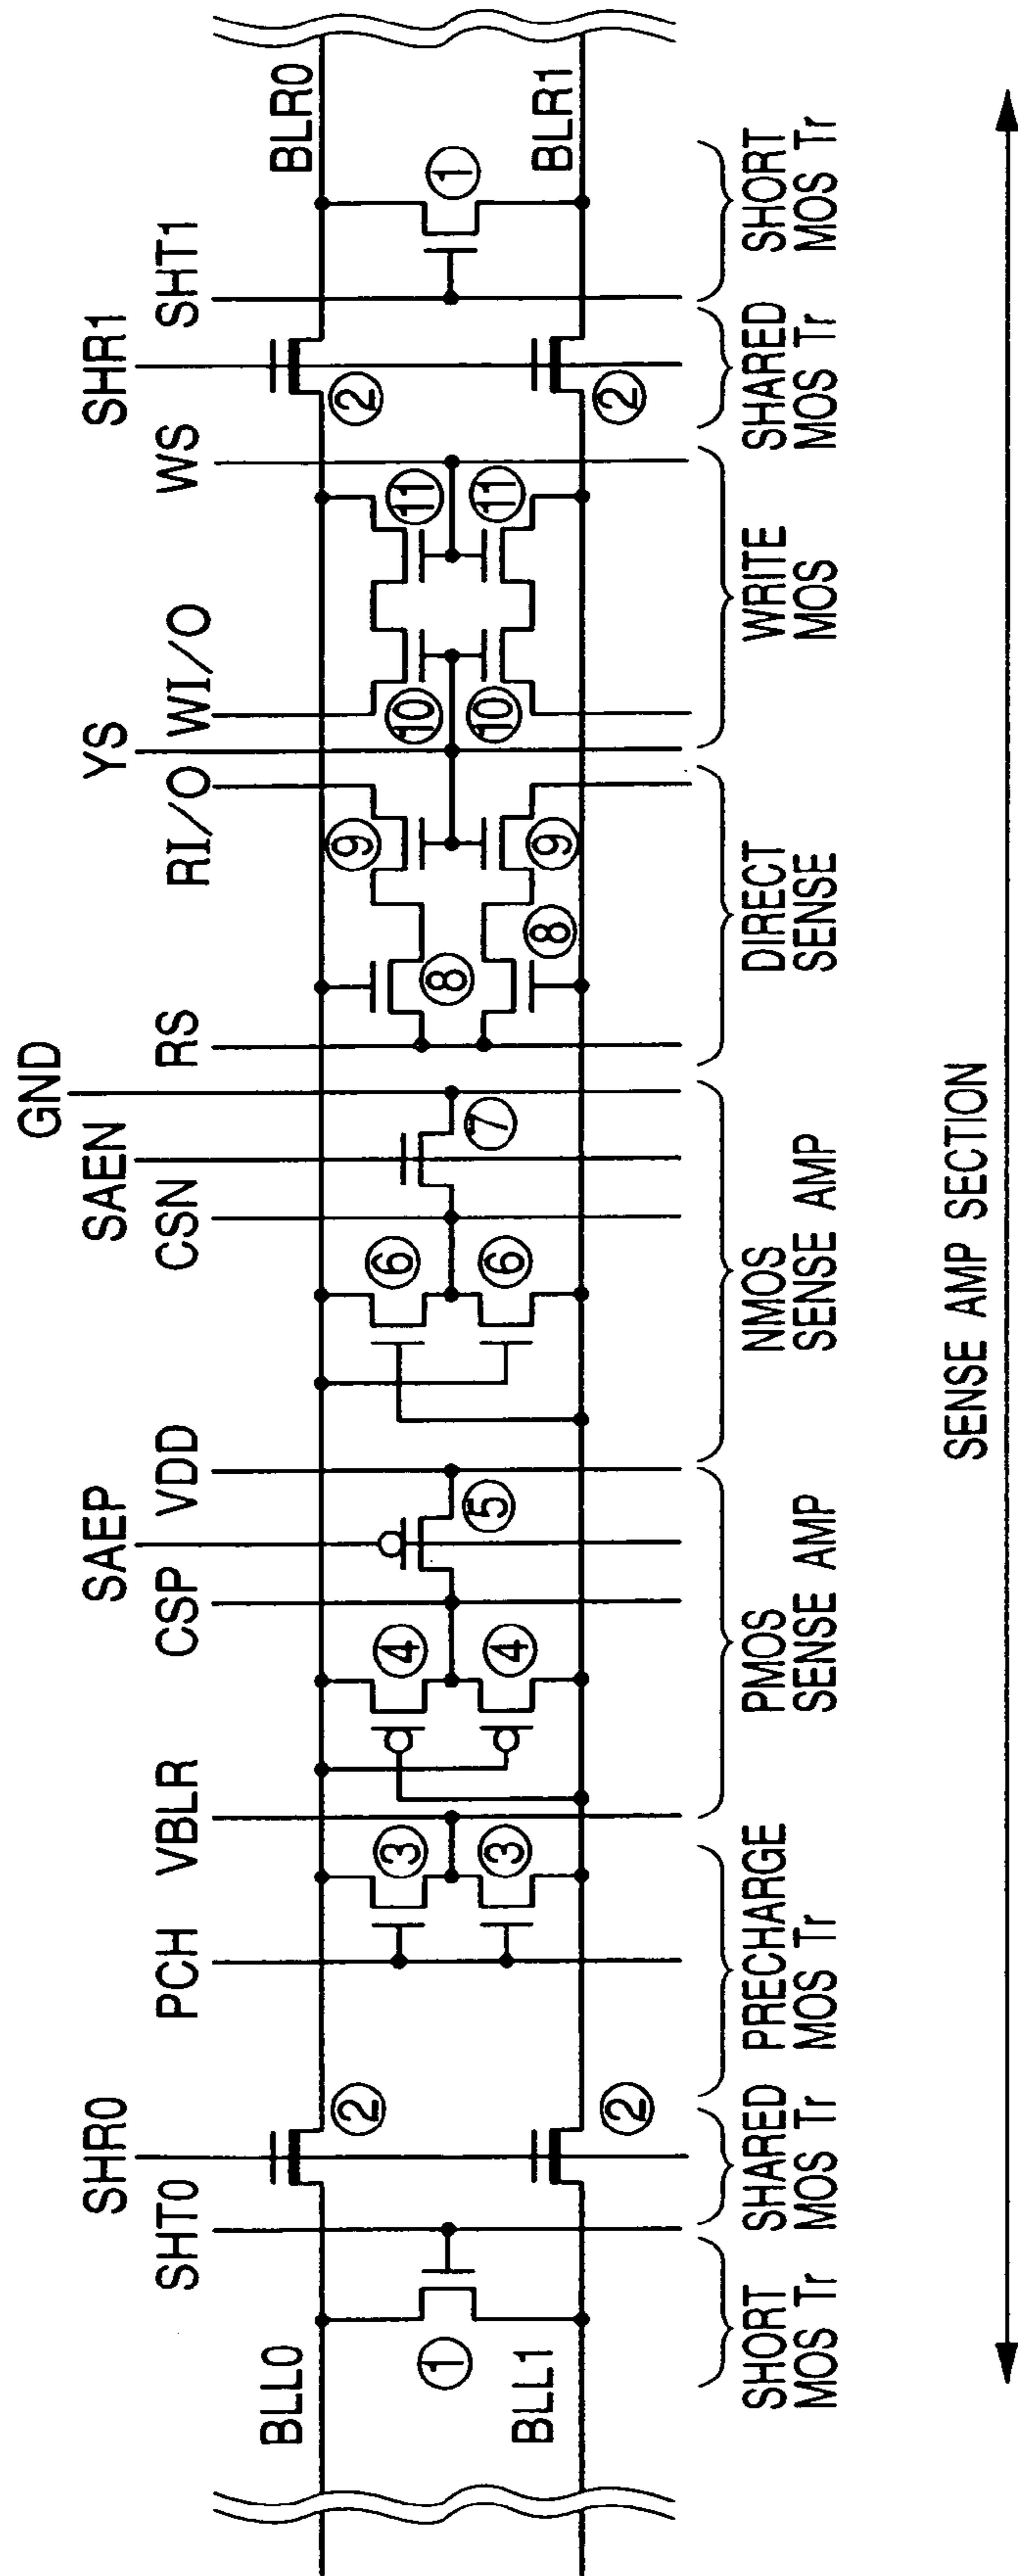 SHR0
SAEP
SAEN
GND
YS
SHR1
SHT0
PCH
VBLR
CSP
VDD
CSN
RS
RI/O
WI/O
WS
SHT1
BLL0
BLR0
②
③
④
⑥
⑧
⑨
⑩
⑪
②
①
③
④
⑤
⑥
⑦
⑧
⑨
⑩
⑪
①
BLL1
BLR1
②
②
SHORT
MOS Tr
SHARED
MOS Tr
PRECHARGE
MOS Tr
PMOS
SENSE AMP
NMOS
SENSE AMP
DIRECT
SENSE
WRITE
MOS
SHARED
MOS Tr
SHORT
MOS Tr
SENSE AMP SECTION